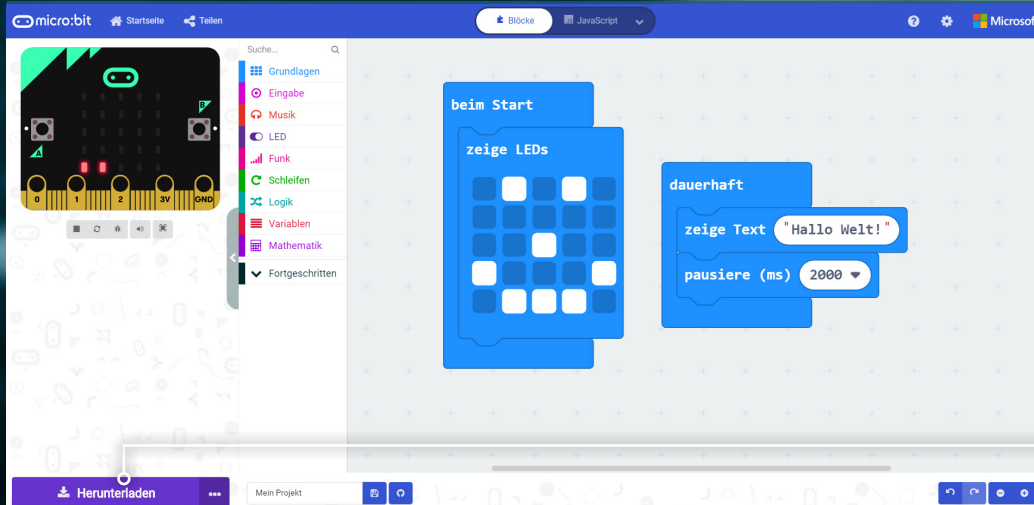 micro:bit
Startseite
Teilen
Blöcke
JavaScript
Microsoft
Suche...
Grundlagen
Eingabe
Musik
LED
Funk
Schleifen
Logik
Variablen
Mathematik
Fortgeschritten
A
B
0 1 2 3V GND
beim Start
zeige LEDs
dauerhaft
zeige Text "Hallo Welt!"
pausiere (ms) 2000
Herunterladen
Mein Projekt